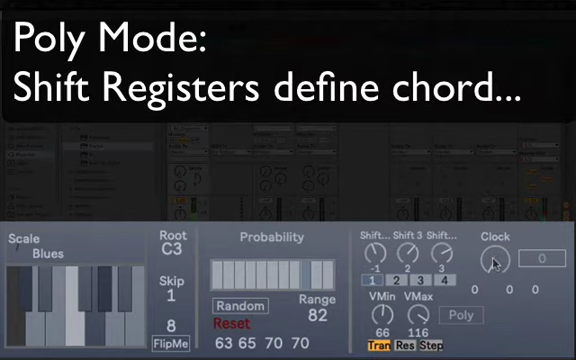 Poly Mode:
Shift Registers define chord...
Scale
Blues
Root
C3
Skip
1
8
FlipMe
Probability
Random
Reset
Range
82
63 65 70 70
Shift... Shift 3 Shift...
-1 2 3
1 2 3 4
VMin VMax
66 116
Tran Res Step
Clock
0
0 0 0
Poly